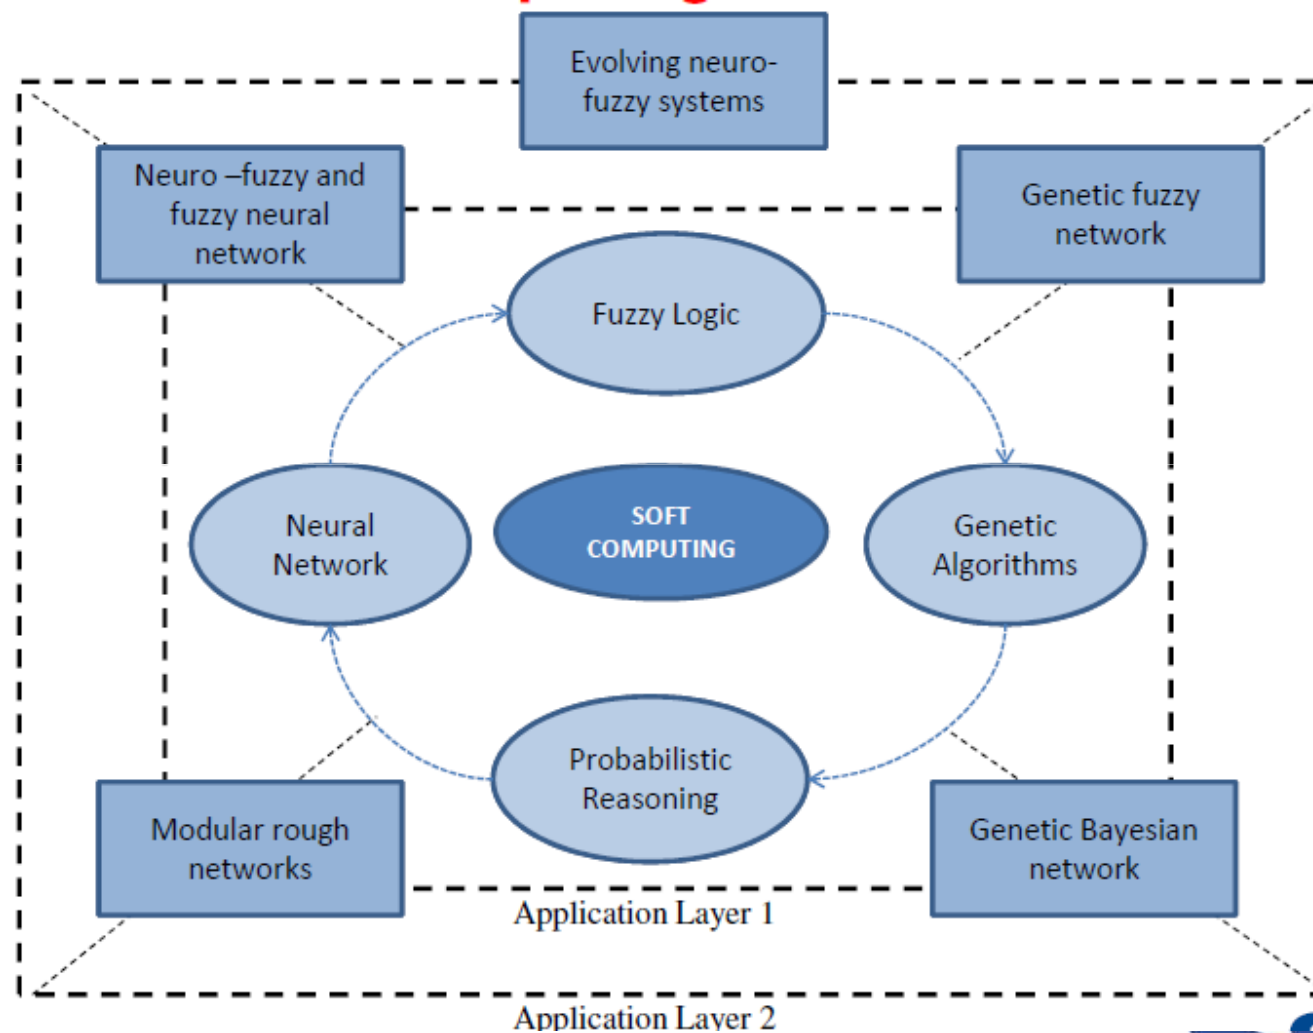 Evolving neuro-
fuzzy systems
Neuro –fuzzy and
fuzzy neural
network
Genetic fuzzy
network
Fuzzy Logic
Neural
Network
SOFT
COMPUTING
Genetic
Algorithms
Probabilistic
Reasoning
Modular rough
networks
Genetic Bayesian
network
Application Layer 1
Application Layer 2